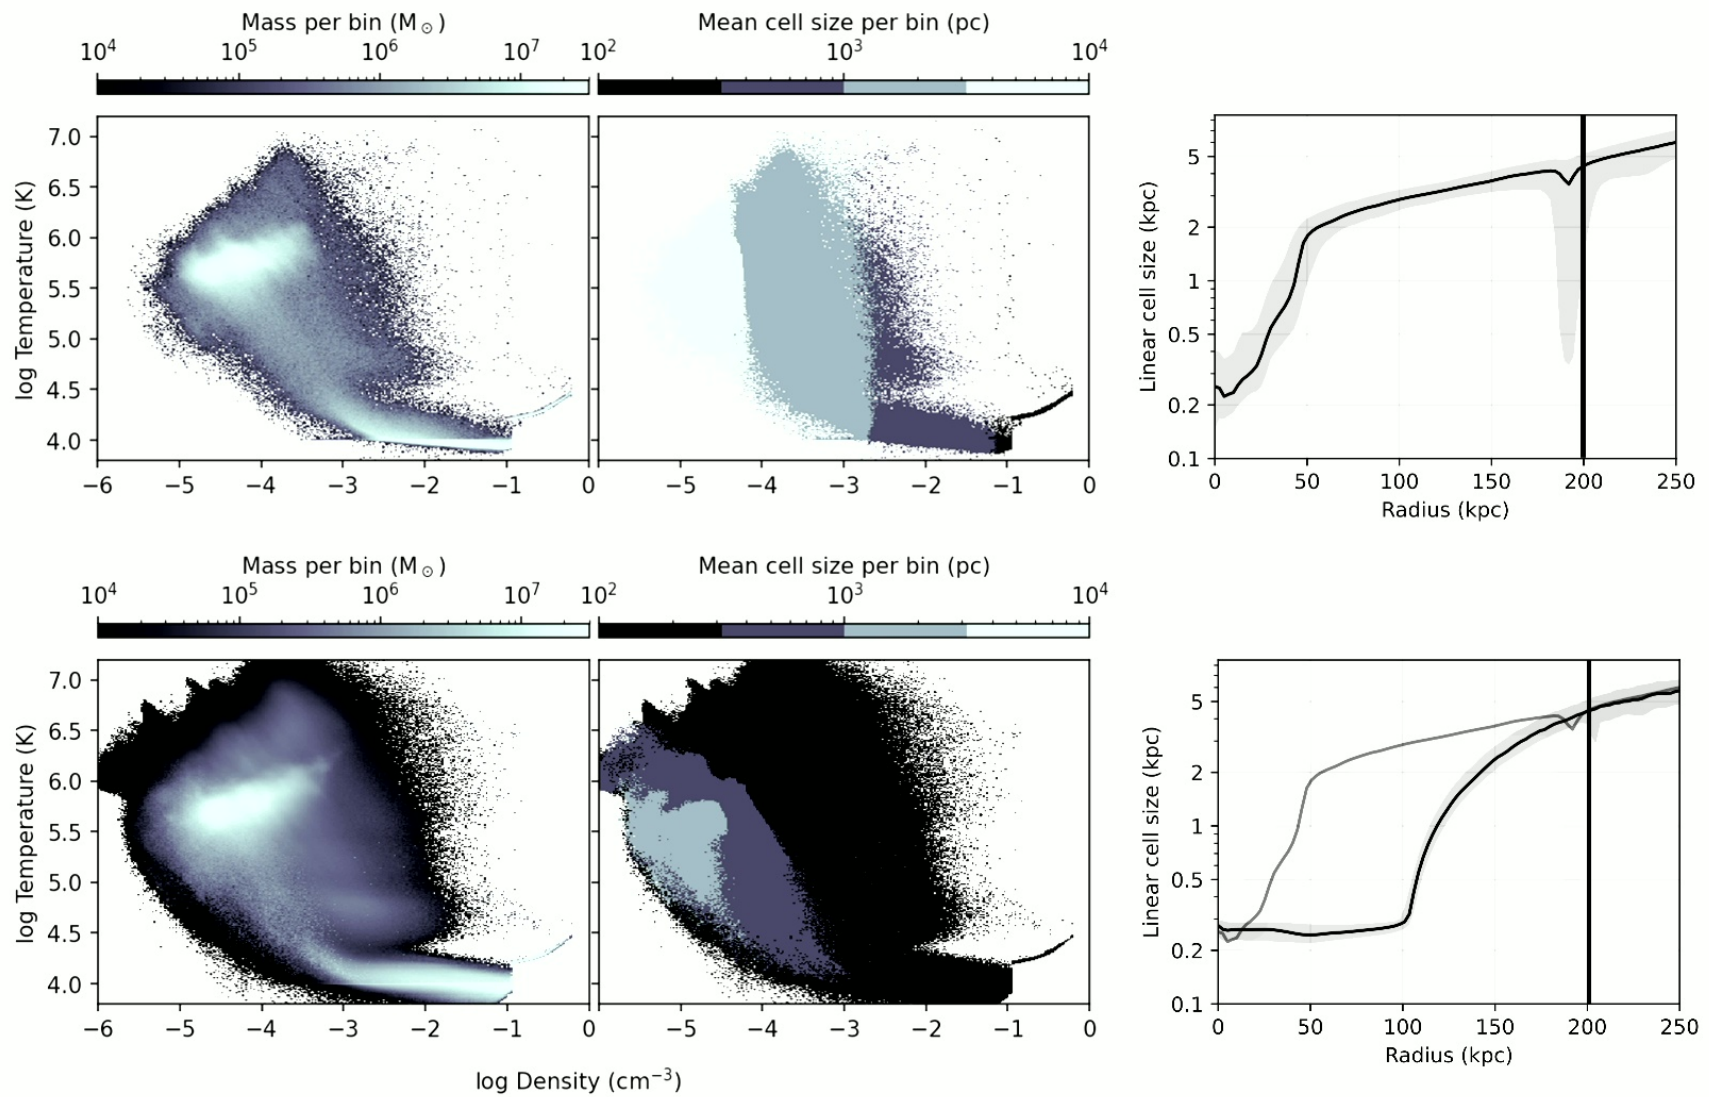 Mass per bin (M⊙)
Mean cell size per bin (pc)
10⁴ 10⁵ 10⁶ 10⁷ 10² 10³ 10⁴
7.0
6.5
6.0
5.5
5.0
4.5
4.0
log Temperature (K)
−6 −5 −4 −3 −2 −1 0
−5 −4 −3 −2 −1 0
5
2
1
0.5
0.2
0.1
Linear cell size (kpc)
0 50 100 150 200 250
Radius (kpc)
Mass per bin (M⊙)
Mean cell size per bin (pc)
10⁴ 10⁵ 10⁶ 10⁷ 10² 10³ 10⁴
7.0
6.5
6.0
5.5
5.0
4.5
4.0
log Temperature (K)
−6 −5 −4 −3 −2 −1 0
−5 −4 −3 −2 −1 0
log Density (cm⁻³)
5
2
1
0.5
0.2
0.1
Linear cell size (kpc)
0 50 100 150 200 250
Radius (kpc)